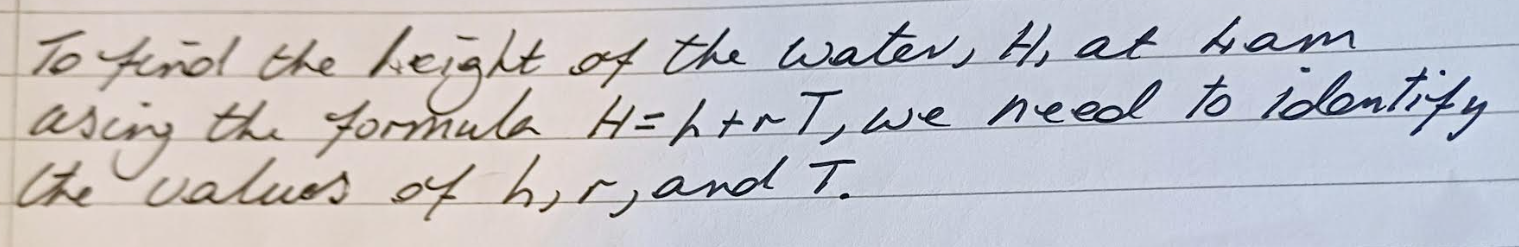 To find the height of the water, H, at 4am
using the formula H=h+rT, we need to identify
the values of h, r, and T.